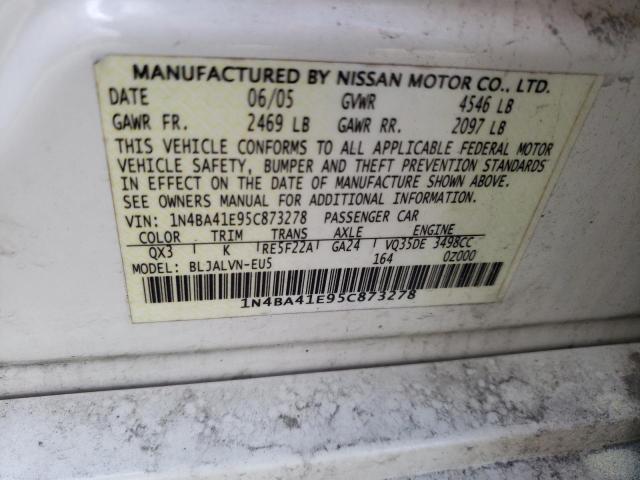 MANUFACTURED BY NISSAN MOTOR CO., LTD.
DATE 06/05 GVWR 4546 LB
GAWR FR. 2469 LB GAWR RR. 2097 LB
THIS VEHICLE CONFORMS TO ALL APPLICABLE FEDERAL MOTOR
VEHICLE SAFETY, BUMPER AND THEFT PREVENTION STANDARDS
IN EFFECT ON THE DATE OF MANUFACTURE SHOWN ABOVE.
SEE OWNERS MANUAL FOR ADDITIONAL INFORMATION.
VIN: 1N4BA41E95C873278 PASSENGER CAR
COLOR TRIM TRANS AXLE ENGINE
QX3 K RE5F22A GA24 VQ35DE 3498CC
MODEL: BLJALVN-EU5 164 0Z000
1N4BA41E95C873278